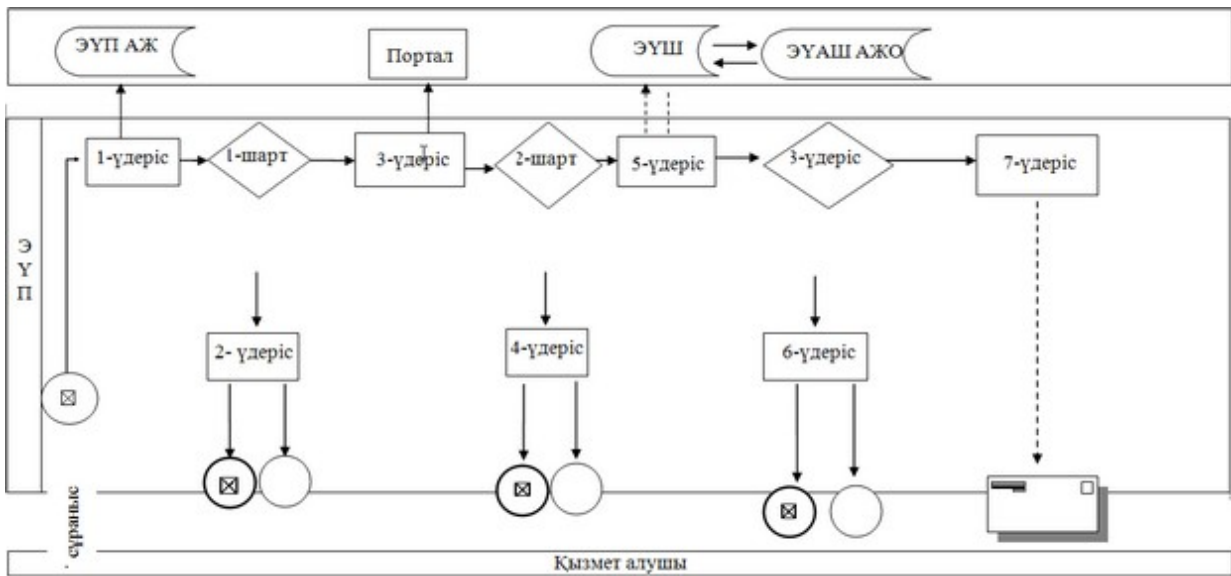 ЭҮП АЖ
Портал
ЭҮШ
ЭҮАШ АЖО
1-үдеріс
1-шарт
3-үдеріс
2-шарт
5-үдеріс
3-үдеріс
7-үдеріс
Э
Ү
П
2- үдеріс
4-үдеріс
6-үдеріс
сұраныс
Қызмет алушы